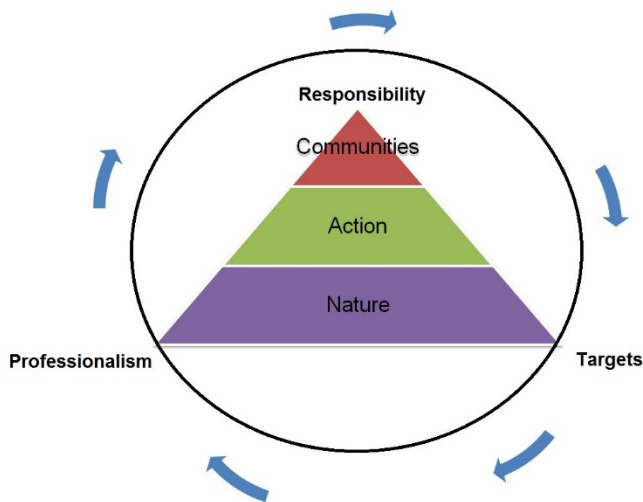 Responsibility
Communities
Action
Nature
Professionalism
Targets